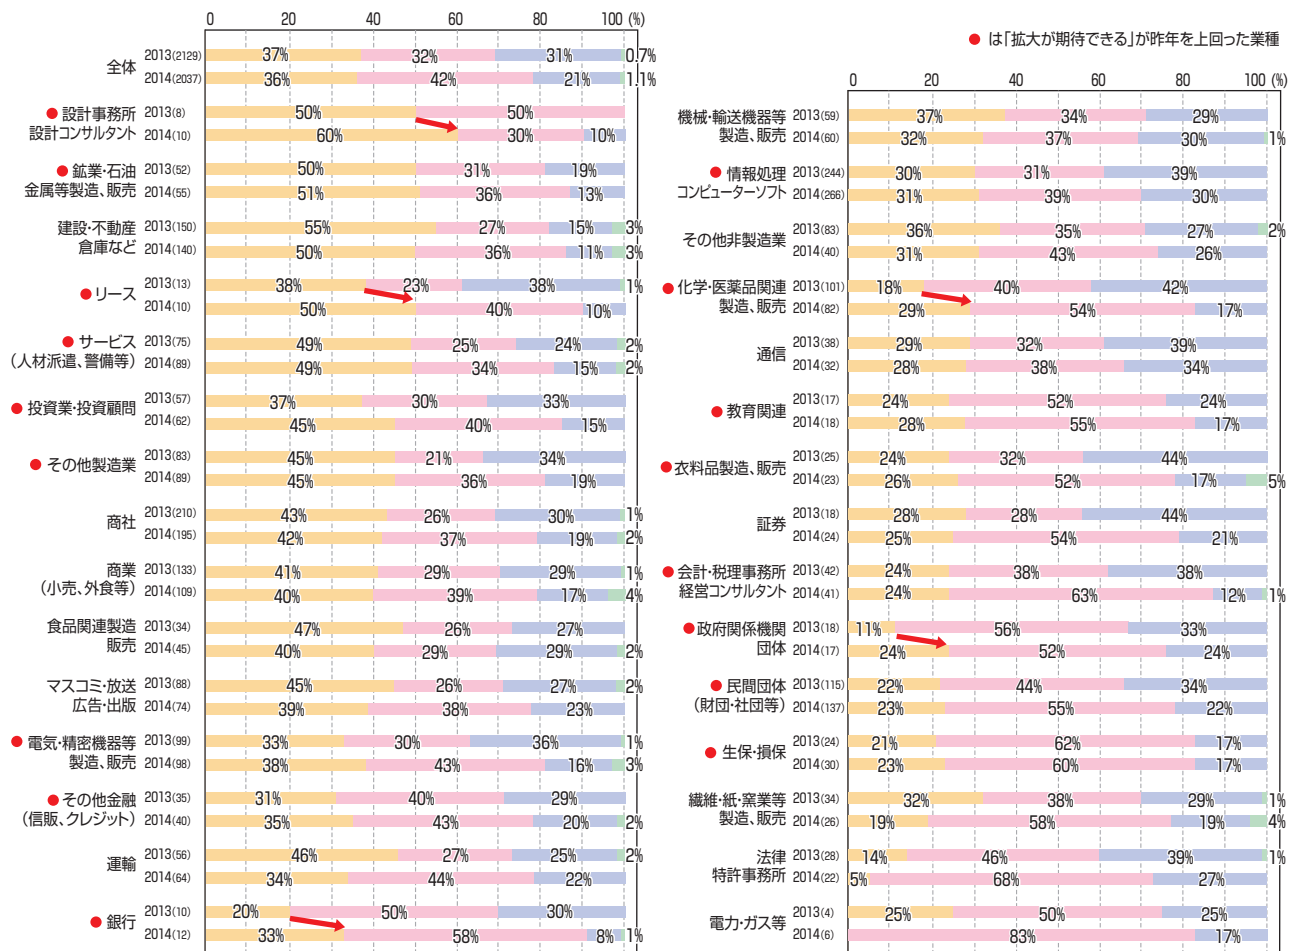 0 20 40 60 80 100 (%)
全体
2013(2129) 37% 32% 31% 0.7%
2014(2037) 36% 42% 21% 1.1%
● 設計事務所
設計コンサルタント
2013(8) 50% 50%
2014(10) 60% 30% 10%
● 鉱業・石油
金属等製造、販売
2013(52) 50% 31% 19%
2014(55) 51% 36% 13%
建設・不動産
倉庫など
2013(150) 55% 27% 15% 3%
2014(140) 50% 36% 11% 3%
● リース
2013(13) 38% 23% 38% 1%
2014(10) 50% 40% 10%
● サービス
（人材派遣、警備等）
2013(75) 49% 25% 24% 2%
2014(89) 49% 34% 15% 2%
● 投資業・投資顧問
2013(57) 37% 30% 33%
2014(62) 45% 40% 15%
● その他製造業
2013(83) 45% 21% 34%
2014(89) 45% 36% 19%
商社
2013(210) 43% 26% 30% 1%
2014(195) 42% 37% 19% 2%
商業
（小売、外食等）
2013(133) 41% 29% 29% 1%
2014(109) 40% 39% 17% 4%
食品関連製造
販売
2013(34) 47% 26% 27%
2014(45) 40% 29% 29% 2%
マスコミ・放送
広告・出版
2013(88) 45% 26% 27% 2%
2014(74) 39% 38% 23%
● 電気・精密機器等
製造、販売
2013(99) 33% 30% 36% 1%
2014(98) 38% 43% 16% 3%
● その他金融
（信販、クレジット）
2013(35) 31% 40% 29%
2014(40) 35% 43% 20% 2%
運輸
2013(56) 46% 27% 25% 2%
2014(64) 34% 44% 22%
● 銀行
2013(10) 20% 50% 30%
2014(12) 33% 58% 8% 1%
● は「拡大が期待できる」が昨年を上回った業種
0 20 40 60 80 100 (%)
機械・輸送機器等
製造、販売
2013(59) 37% 34% 29%
2014(60) 32% 37% 30% 1%
● 情報処理
コンピューターソフト
2013(244) 30% 31% 39%
2014(266) 31% 39% 30%
その他非製造業
2013(83) 36% 35% 27% 2%
2014(40) 31% 43% 26%
● 化学・医薬品関連
製造、販売
2013(101) 18% 40% 42%
2014(82) 29% 54% 17%
通信
2013(38) 29% 32% 39%
2014(32) 28% 38% 34%
● 教育関連
2013(17) 24% 52% 24%
2014(18) 28% 55% 17%
● 衣料品製造、販売
2013(25) 24% 32% 44%
2014(23) 26% 52% 17% 5%
証券
2013(18) 28% 28% 44%
2014(24) 25% 54% 21%
● 会計・税理事務所
経営コンサルタント
2013(42) 24% 38% 38%
2014(41) 24% 63% 12% 1%
● 政府関係機関
団体
2013(18) 11% 56% 33%
2014(17) 24% 52% 24%
● 民間団体
（財団・社団等）
2013(115) 22% 44% 34%
2014(137) 23% 55% 22%
● 生保・損保
2013(24) 21% 62% 17%
2014(30) 23% 60% 17%
繊維・紙・窯業等
製造、販売
2013(34) 32% 38% 29% 1%
2014(26) 19% 58% 19% 4%
法律
特許事務所
2013(28) 14% 46% 39% 1%
2014(22) 5% 68% 27%
電力・ガス等
2013(4) 25% 50% 25%
2014(6) 83% 17%